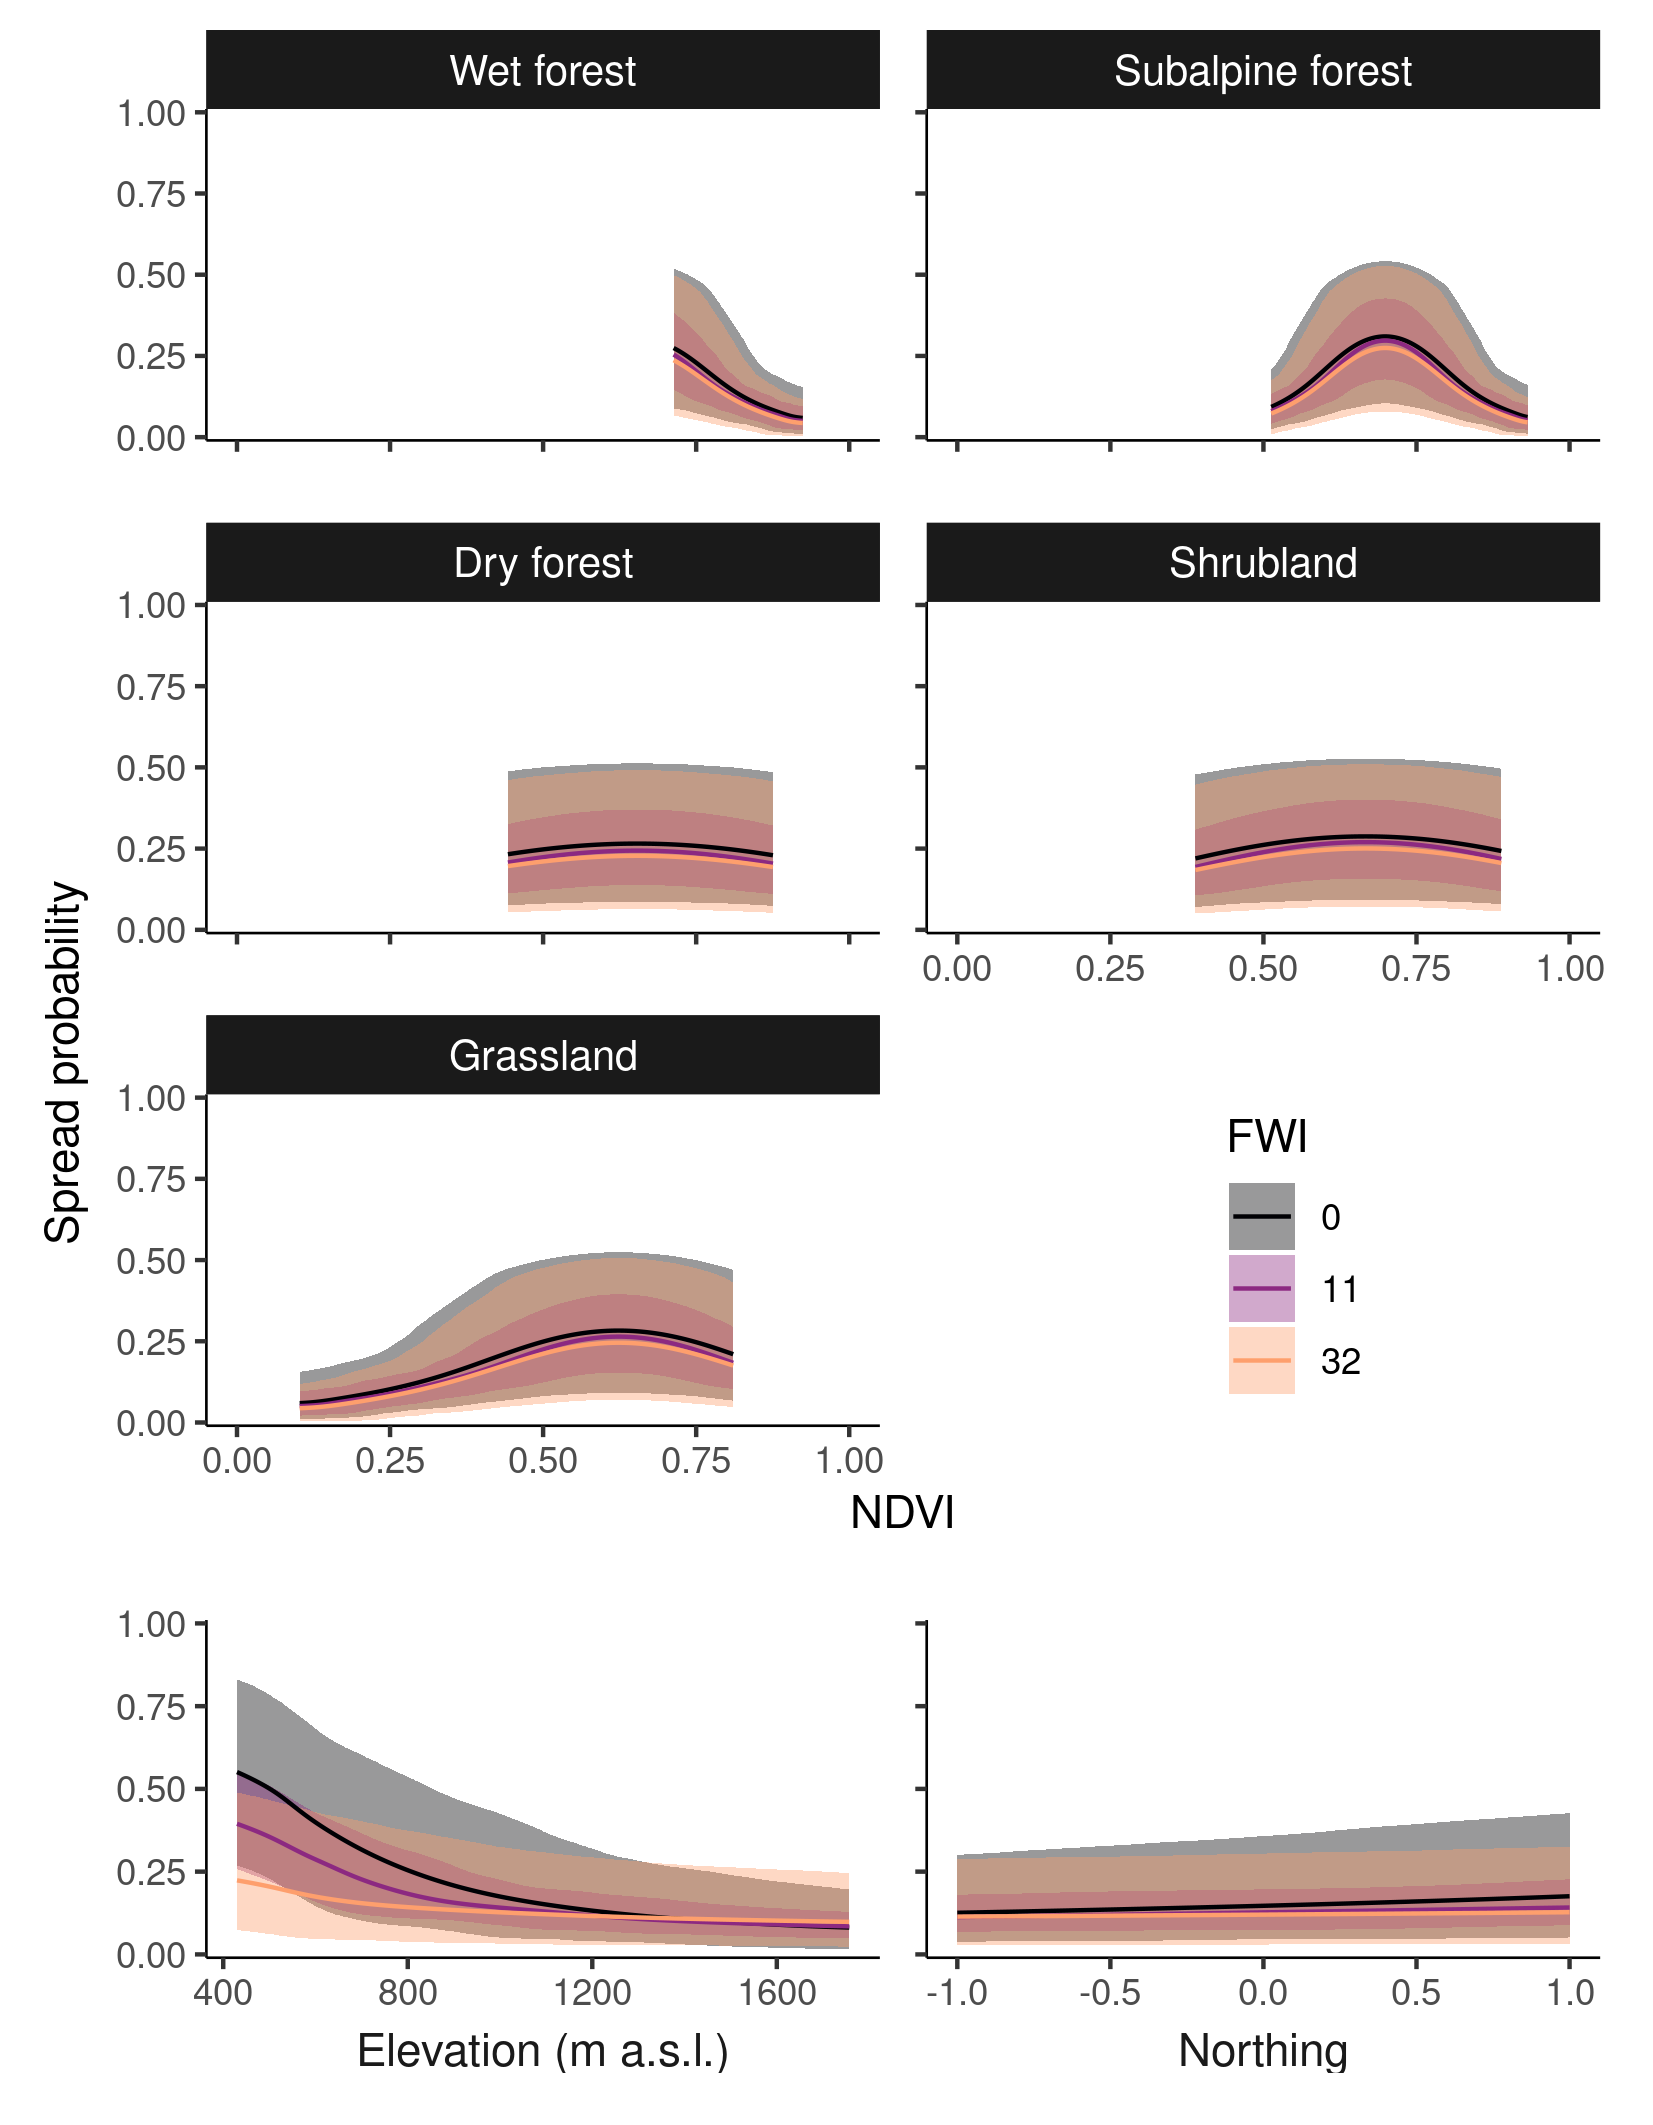 Wet forest
Subalpine forest
1.00
0.75
0.50
0.25
0.00
Dry forest
Shrubland
1.00
0.75
0.50
0.25
0.00
0.00 0.25 0.50 0.75 1.00
Spread probability
Grassland
1.00
0.75
0.50
0.25
0.00
0.00 0.25 0.50 0.75 1.00
FWI
0
11
32
NDVI
1.00
0.75
0.50
0.25
0.00
400 800 1200 1600
-1.0 -0.5 0.0 0.5 1.0
Elevation (m a.s.l.)
Northing